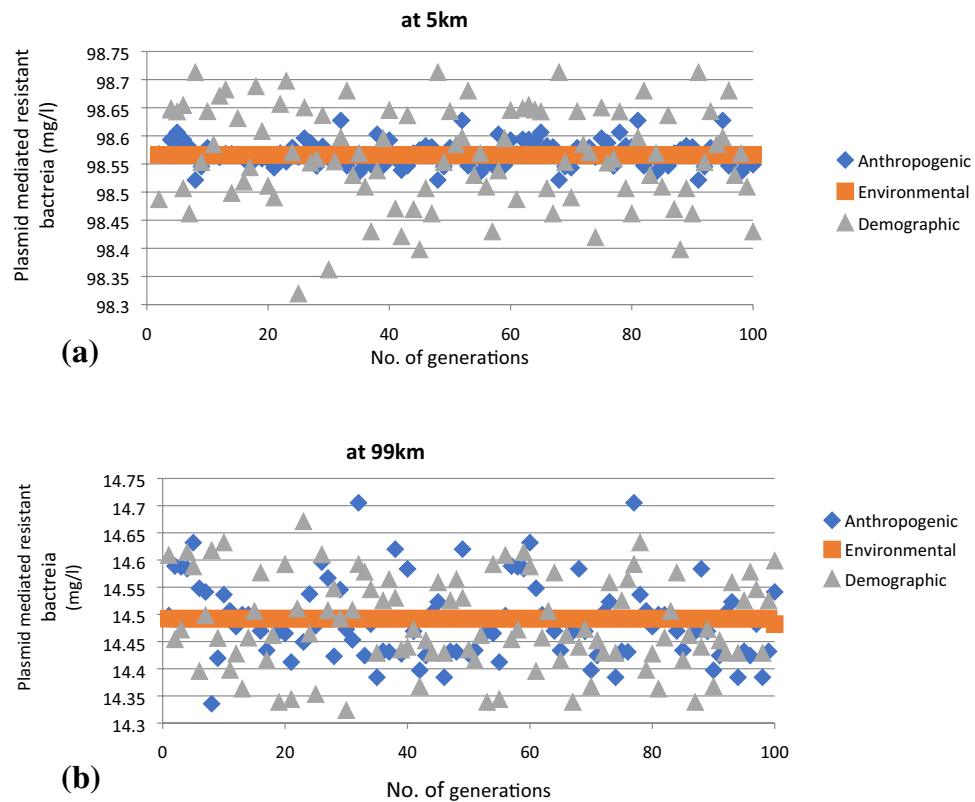 at 5km
Plasmid mediated resistant
bactreia (mg/l)
98.75
98.7
98.65
98.6
98.55
98.5
98.45
98.4
98.35
98.3
0
20
40
60
80
100
No. of generations
Anthropogenic
Environmental
Demographic
(a)
at 99km
Plasmid mediated resistant
bactreia
(mg/l)
14.75
14.7
14.65
14.6
14.55
14.5
14.45
14.4
14.35
14.3
0
20
40
60
80
100
No. of generations
Anthropogenic
Environmental
Demographic
(b)